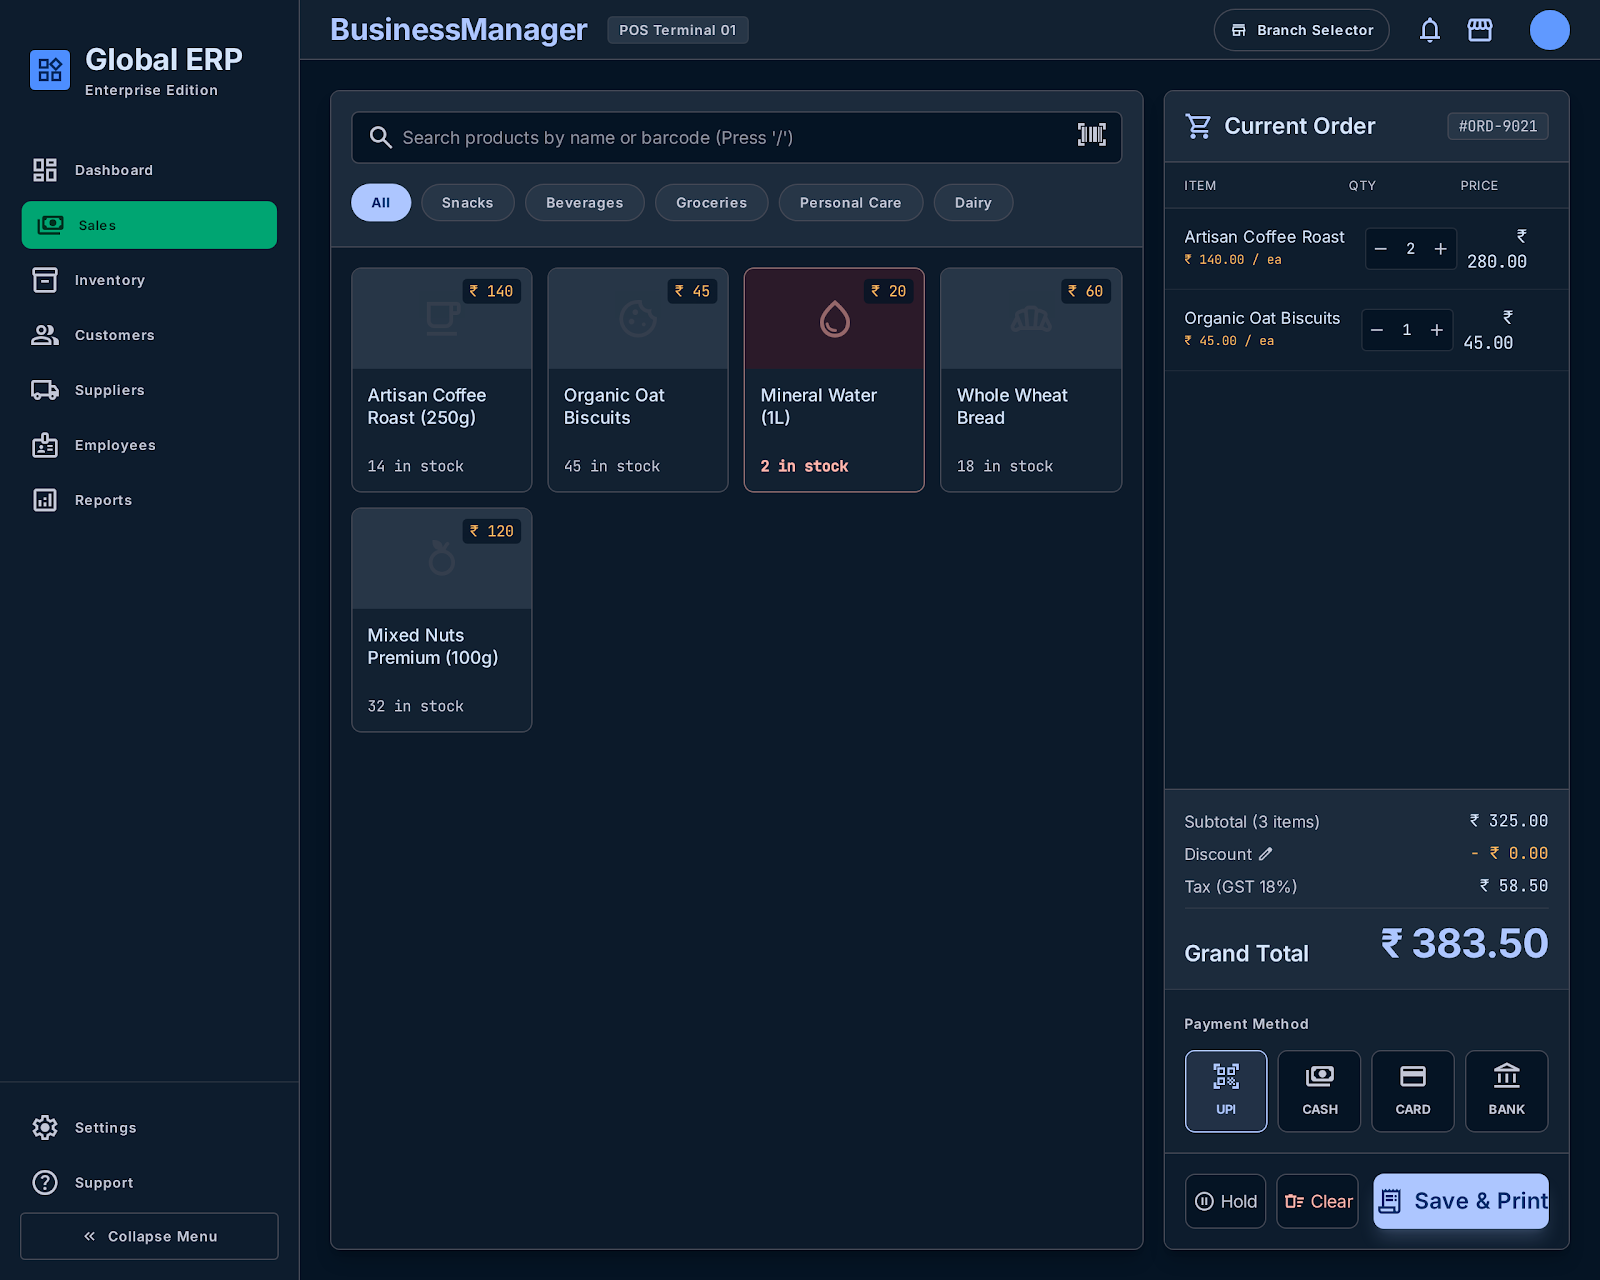 Global ERP
Enterprise Edition
Dashboard
Sales
Inventory
Customers
Suppliers
Employees
Reports
Settings
Support
« Collapse Menu
BusinessManager
POS Terminal 01
Branch Selector
Search products by name or barcode (Press '/')
All
Snacks
Beverages
Groceries
Personal Care
Dairy
₹ 140
Artisan Coffee
Roast (250g)
14 in stock
₹ 45
Organic Oat
Biscuits
45 in stock
₹ 20
Mineral Water
(1L)
2 in stock
₹ 60
Whole Wheat
Bread
18 in stock
₹ 120
Mixed Nuts
Premium (100g)
32 in stock
Current Order
#ORD-9021
ITEM QTY PRICE
Artisan Coffee Roast
₹ 140.00 / ea
− 2 +
₹
280.00
Organic Oat Biscuits
₹ 45.00 / ea
− 1 +
₹
45.00
Subtotal (3 items) ₹ 325.00
Discount - ₹ 0.00
Tax (GST 18%) ₹ 58.50
Grand Total ₹ 383.50
Payment Method
UPI
CASH
CARD
BANK
Hold
Clear
Save & Print